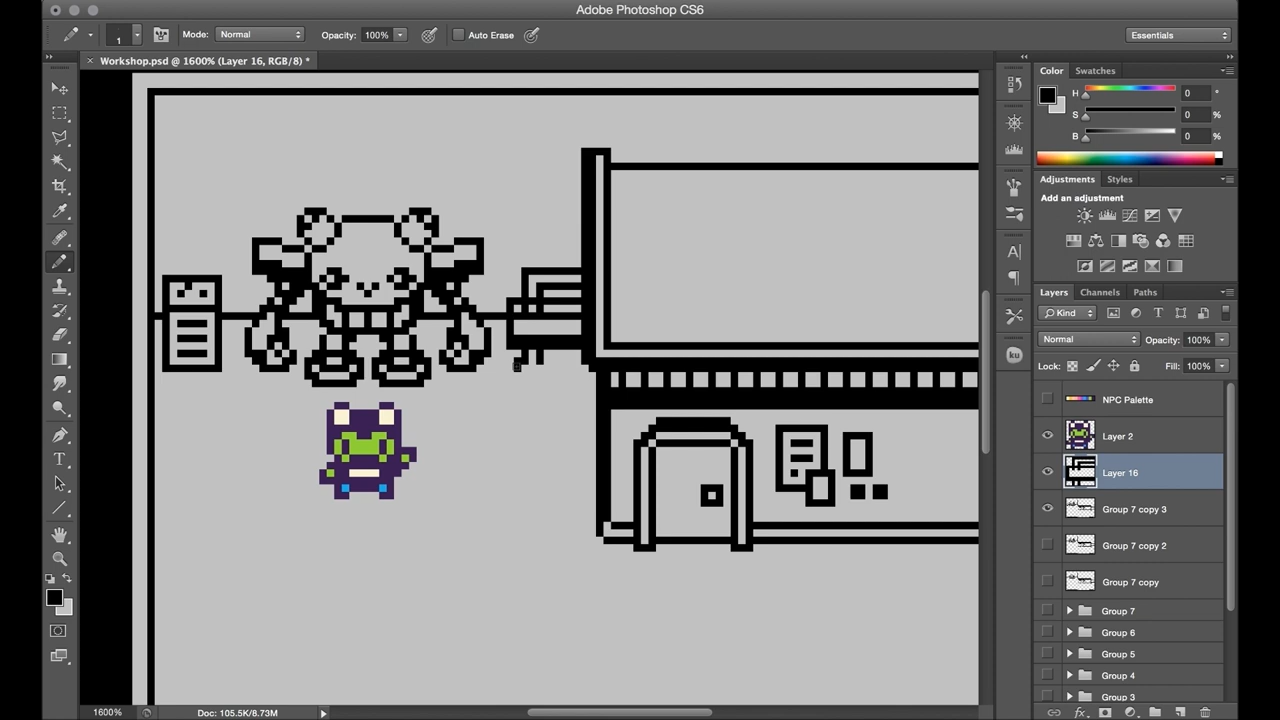 Adobe Photoshop CS6
1
Mode: Normal
Opacity: 100%
Auto Erase
Essentials
Workshop.psd @ 1600% (Layer 16, RGB/8) *
Color
Swatches
H
0
°
S
0
%
B
0
%
Adjustments
Styles
Add an adjustment
Layers
Channels
Paths
Kind
Normal
Opacity: 100%
Lock:
Fill: 100%
NPC Palette
Layer 2
Layer 16
Group 7 copy 3
Group 7 copy 2
Group 7 copy
Group 7
Group 6
Group 5
Group 4
Group 3
ku
1600%
Doc: 105.5K/8.73M